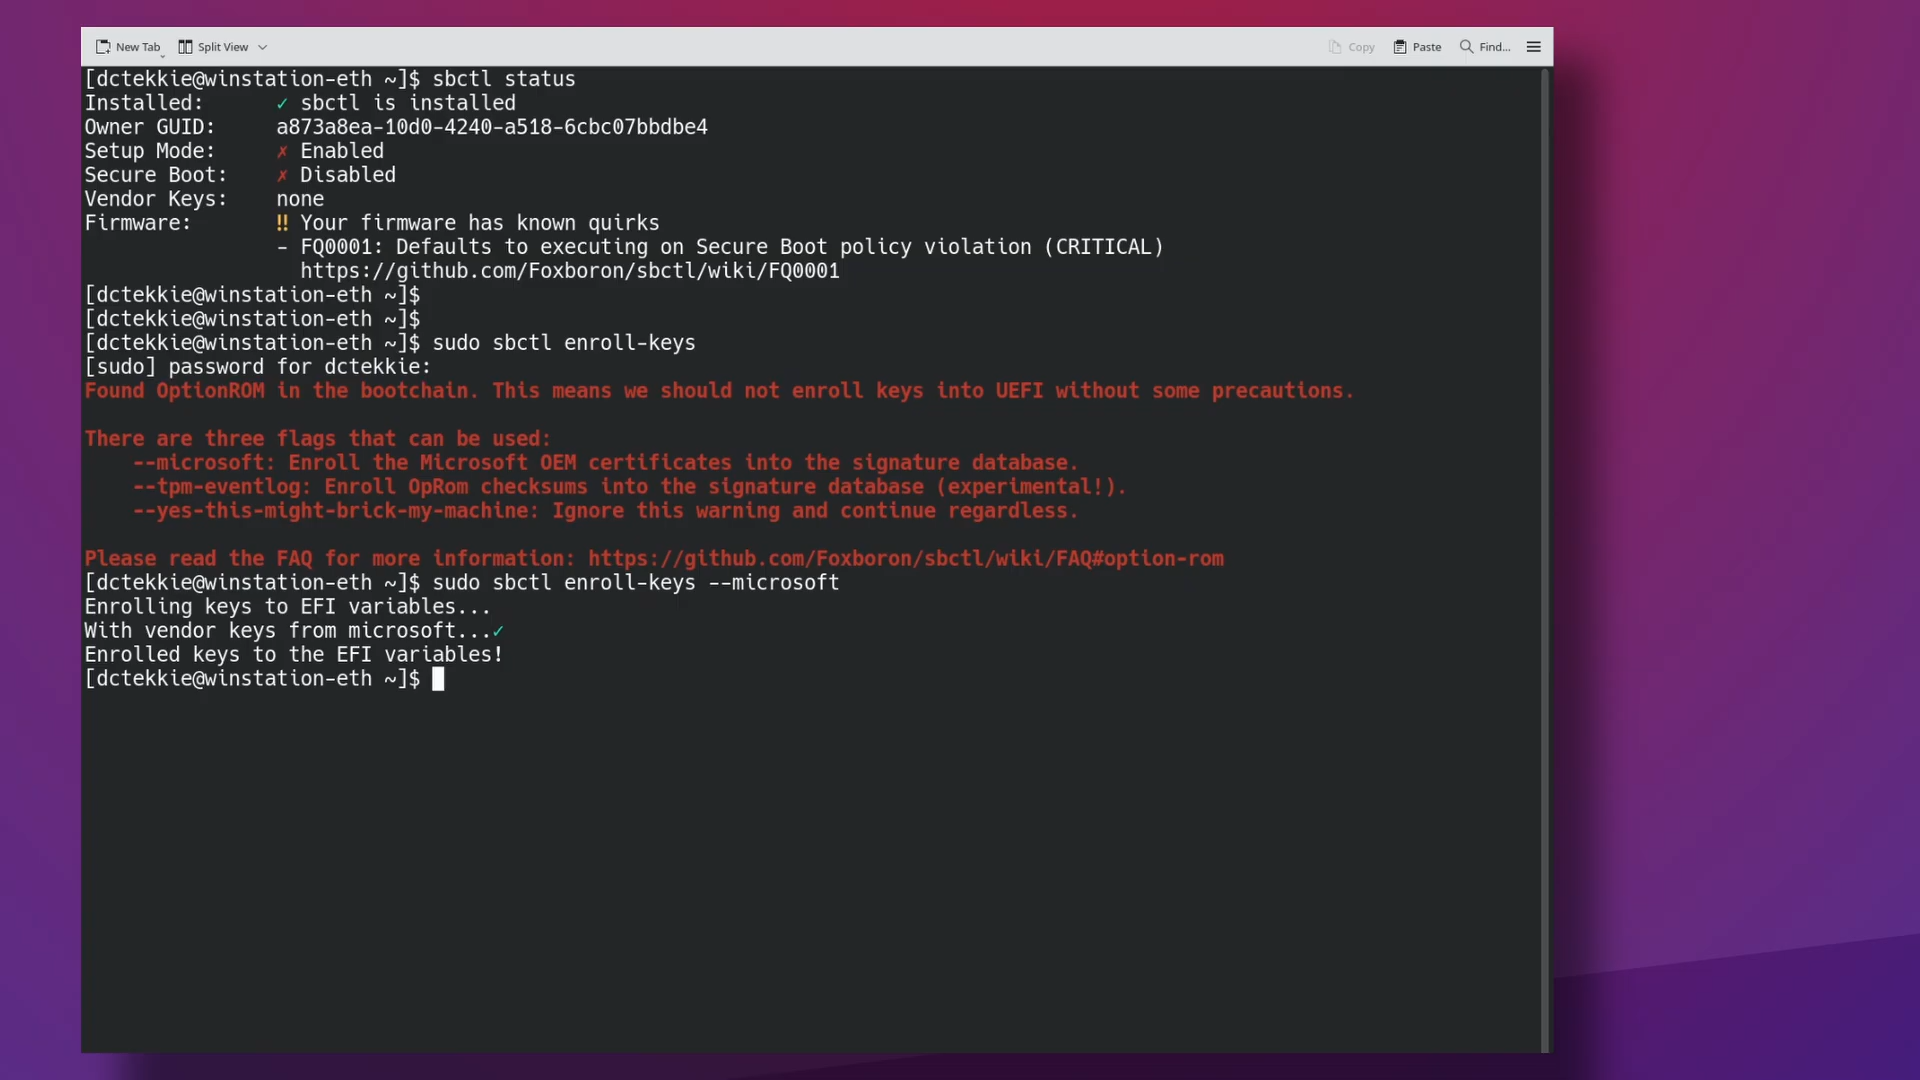 New Tab Split View Copy Paste Find...
[dctekkie@winstation-eth ~]$ sbctl status
Installed: ✓ sbctl is installed
Owner GUID: a873a8ea-10d0-4240-a518-6cbc07bbdbe4
Setup Mode: ✗ Enabled
Secure Boot: ✗ Disabled
Vendor Keys: none
Firmware: ‼ Your firmware has known quirks
- FQ0001: Defaults to executing on Secure Boot policy violation (CRITICAL)
https://github.com/Foxboron/sbctl/wiki/FQ0001
[dctekkie@winstation-eth ~]$
[dctekkie@winstation-eth ~]$
[dctekkie@winstation-eth ~]$ sudo sbctl enroll-keys
[sudo] password for dctekkie:
Found OptionROM in the bootchain. This means we should not enroll keys into UEFI without some precautions.
There are three flags that can be used:
--microsoft: Enroll the Microsoft OEM certificates into the signature database.
--tpm-eventlog: Enroll OpRom checksums into the signature database (experimental!).
--yes-this-might-brick-my-machine: Ignore this warning and continue regardless.
Please read the FAQ for more information: https://github.com/Foxboron/sbctl/wiki/FAQ#option-rom
[dctekkie@winstation-eth ~]$ sudo sbctl enroll-keys --microsoft
Enrolling keys to EFI variables...
With vendor keys from microsoft...✓
Enrolled keys to the EFI variables!
[dctekkie@winstation-eth ~]$